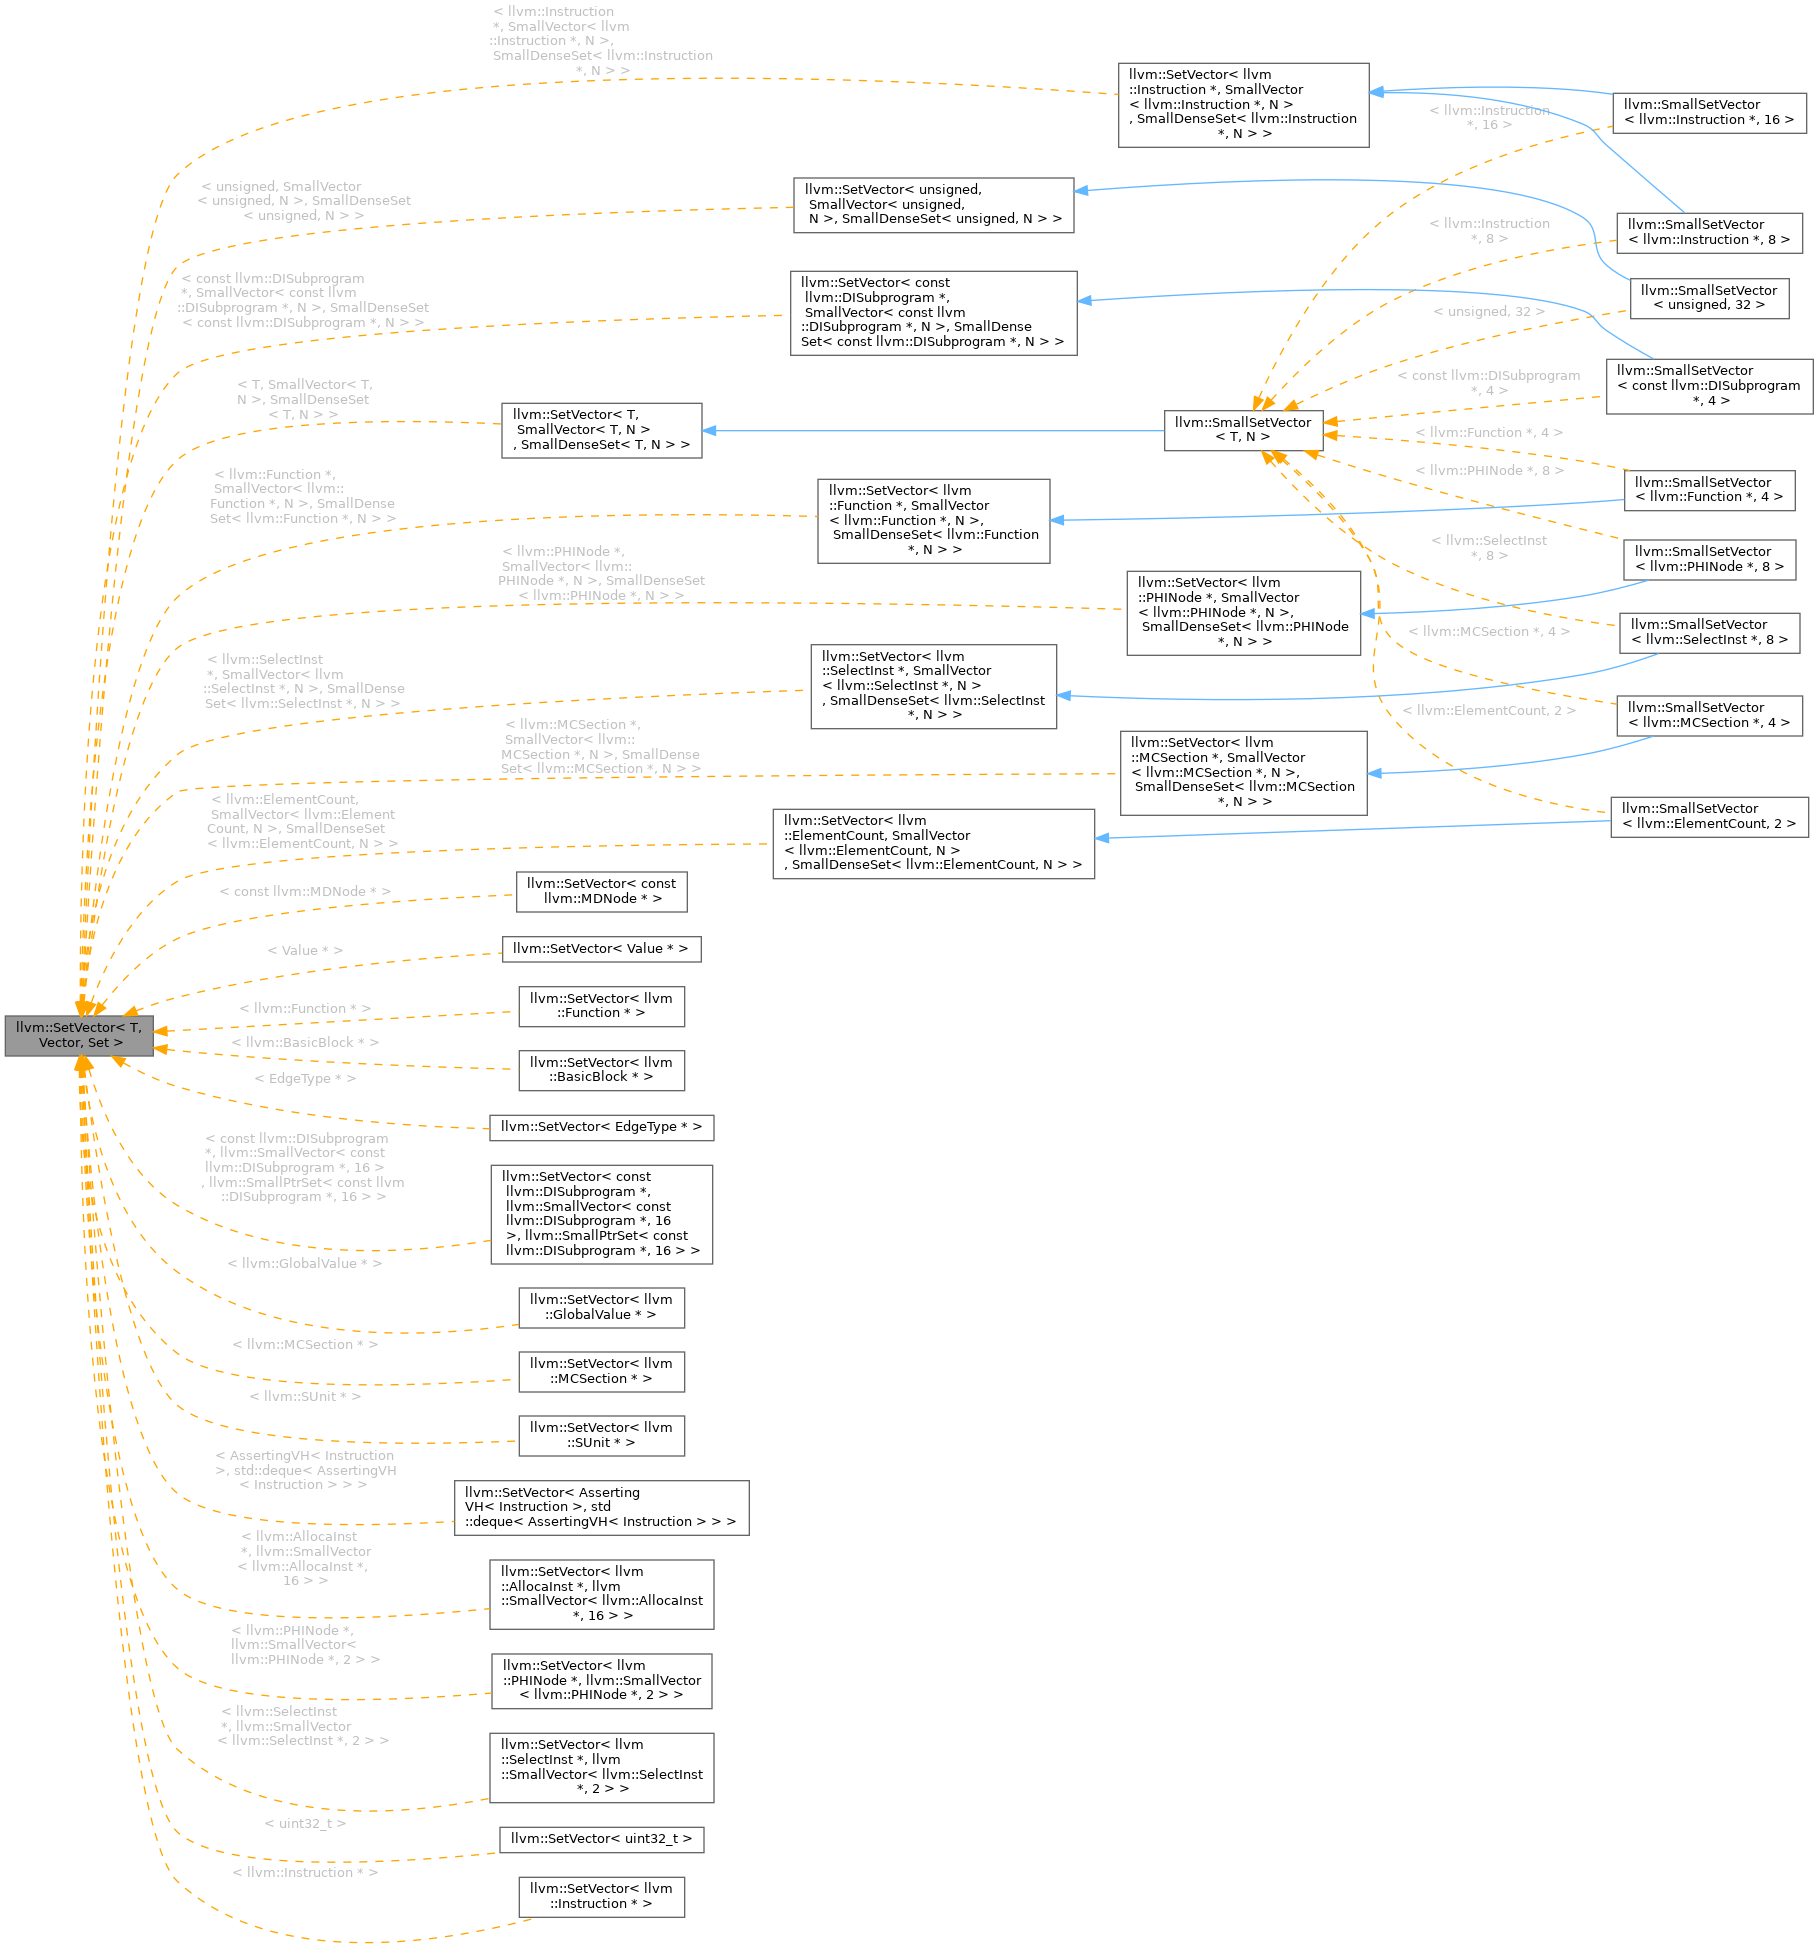 < llvm::Instruction
*, SmallVector< llvm
::Instruction *, N >,
SmallDenseSet< llvm::Instruction
*, N > >
llvm::SetVector< llvm
::Instruction *, SmallVector
< llvm::Instruction *, N >
, SmallDenseSet< llvm::Instruction
*, N > >
< llvm::Instruction
*, 16 >
llvm::SmallSetVector
< llvm::Instruction *, 16 >
< unsigned, SmallVector
< unsigned, N >, SmallDenseSet
< unsigned, N > >
llvm::SetVector< unsigned,
SmallVector< unsigned,
N >, SmallDenseSet< unsigned, N > >
< llvm::Instruction
*, 8 >
llvm::SmallSetVector
< llvm::Instruction *, 8 >
< const llvm::DISubprogram
*, SmallVector< const llvm
::DISubprogram *, N >, SmallDenseSet
< const llvm::DISubprogram *, N > >
llvm::SetVector< const
llvm::DISubprogram *,
SmallVector< const llvm
::DISubprogram *, N >, SmallDense
Set< const llvm::DISubprogram *, N > >
< unsigned, 32 >
llvm::SmallSetVector
< unsigned, 32 >
< const llvm::DISubprogram
*, 4 >
llvm::SmallSetVector
< const llvm::DISubprogram
*, 4 >
< T, SmallVector< T,
N >, SmallDenseSet
< T, N > >
llvm::SetVector< T,
SmallVector< T, N >
, SmallDenseSet< T, N > >
llvm::SmallSetVector
< T, N >
< llvm::Function *, 4 >
< llvm::PHINode *, 8 >
llvm::SmallSetVector
< llvm::Function *, 4 >
< llvm::Function *,
SmallVector< llvm::
Function *, N >, SmallDense
Set< llvm::Function *, N > >
llvm::SetVector< llvm
::Function *, SmallVector
< llvm::Function *, N >,
SmallDenseSet< llvm::Function
*, N > >
< llvm::SelectInst
*, 8 >
llvm::SmallSetVector
< llvm::PHINode *, 8 >
< llvm::PHINode *,
SmallVector< llvm::
PHINode *, N >, SmallDenseSet
< llvm::PHINode *, N > >
llvm::SetVector< llvm
::PHINode *, SmallVector
< llvm::PHINode *, N >,
SmallDenseSet< llvm::PHINode
*, N > >
< llvm::MCSection *, 4 >
llvm::SmallSetVector
< llvm::SelectInst *, 8 >
< llvm::SelectInst
*, SmallVector< llvm
::SelectInst *, N >, SmallDense
Set< llvm::SelectInst *, N > >
llvm::SetVector< llvm
::SelectInst *, SmallVector
< llvm::SelectInst *, N >
, SmallDenseSet< llvm::SelectInst
*, N > >
< llvm::ElementCount, 2 >
llvm::SmallSetVector
< llvm::MCSection *, 4 >
< llvm::MCSection *,
SmallVector< llvm::
MCSection *, N >, SmallDense
Set< llvm::MCSection *, N > >
llvm::SetVector< llvm
::MCSection *, SmallVector
< llvm::MCSection *, N >,
SmallDenseSet< llvm::MCSection
*, N > >
llvm::SmallSetVector
< llvm::ElementCount, 2 >
< llvm::ElementCount,
SmallVector< llvm::Element
Count, N >, SmallDenseSet
< llvm::ElementCount, N > >
llvm::SetVector< llvm
::ElementCount, SmallVector
< llvm::ElementCount, N >
, SmallDenseSet< llvm::ElementCount, N > >
< const llvm::MDNode * >
llvm::SetVector< const
llvm::MDNode * >
< Value * >
llvm::SetVector< Value * >
< llvm::Function * >
llvm::SetVector< llvm
::Function * >
llvm::SetVector< T,
Vector, Set >
< llvm::BasicBlock * >
llvm::SetVector< llvm
::BasicBlock * >
< EdgeType * >
llvm::SetVector< EdgeType * >
< const llvm::DISubprogram
*, llvm::SmallVector< const
llvm::DISubprogram *, 16 >
, llvm::SmallPtrSet< const llvm
::DISubprogram *, 16 > >
llvm::SetVector< const
llvm::DISubprogram *,
llvm::SmallVector< const
llvm::DISubprogram *, 16
>, llvm::SmallPtrSet< const
llvm::DISubprogram *, 16 > >
< llvm::GlobalValue * >
llvm::SetVector< llvm
::GlobalValue * >
< llvm::MCSection * >
llvm::SetVector< llvm
::MCSection * >
< llvm::SUnit * >
llvm::SetVector< llvm
::SUnit * >
< AssertingVH< Instruction
>, std::deque< AssertingVH
< Instruction > > >
llvm::SetVector< Asserting
VH< Instruction >, std
::deque< AssertingVH< Instruction > > >
< llvm::AllocaInst
*, llvm::SmallVector
< llvm::AllocaInst *,
16 > >
llvm::SetVector< llvm
::AllocaInst *, llvm
::SmallVector< llvm::AllocaInst
*, 16 > >
< llvm::PHINode *,
llvm::SmallVector<
llvm::PHINode *, 2 > >
llvm::SetVector< llvm
::PHINode *, llvm::SmallVector
< llvm::PHINode *, 2 > >
< llvm::SelectInst
*, llvm::SmallVector
< llvm::SelectInst *, 2 > >
llvm::SetVector< llvm
::SelectInst *, llvm
::SmallVector< llvm::SelectInst
*, 2 > >
< uint32_t >
llvm::SetVector< uint32_t >
< llvm::Instruction * >
llvm::SetVector< llvm
::Instruction * >